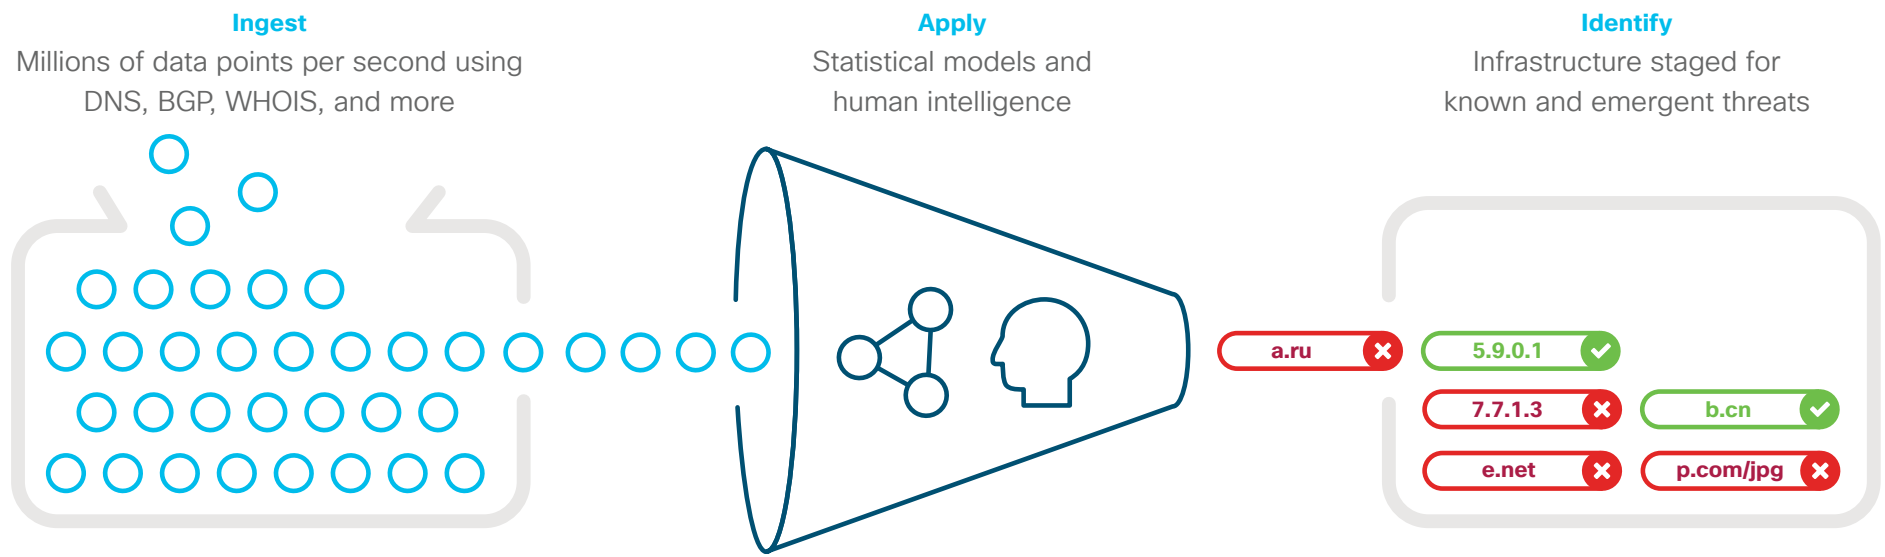 Ingest
Millions of data points per second using
DNS, BGP, WHOIS, and more
Apply
Statistical models and
human intelligence
Identify
Infrastructure staged for
known and emergent threats
a.ru
5.9.0.1
7.7.1.3
b.cn
e.net
p.com/jpg